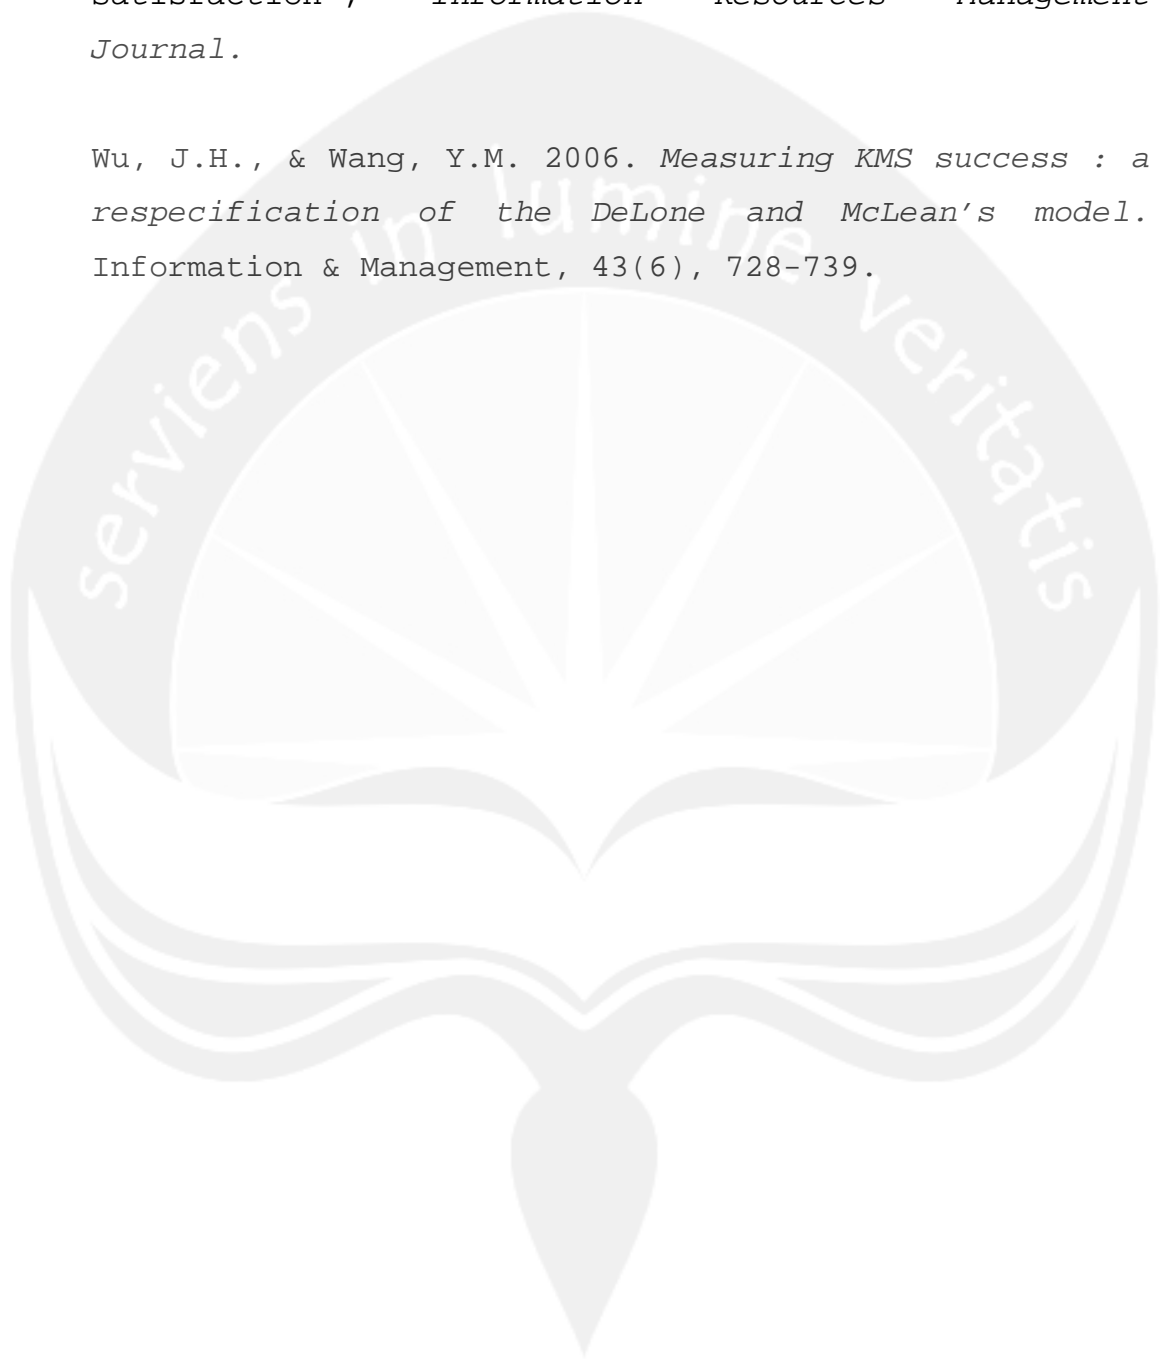 Satisfaction", Information Resources Management
Journal.
Wu, J.H., & Wang, Y.M. 2006. Measuring KMS success : a
respecification of the DeLone and McLean's model.
Information & Management, 43(6), 728-739.
serviens in lumine veritatis